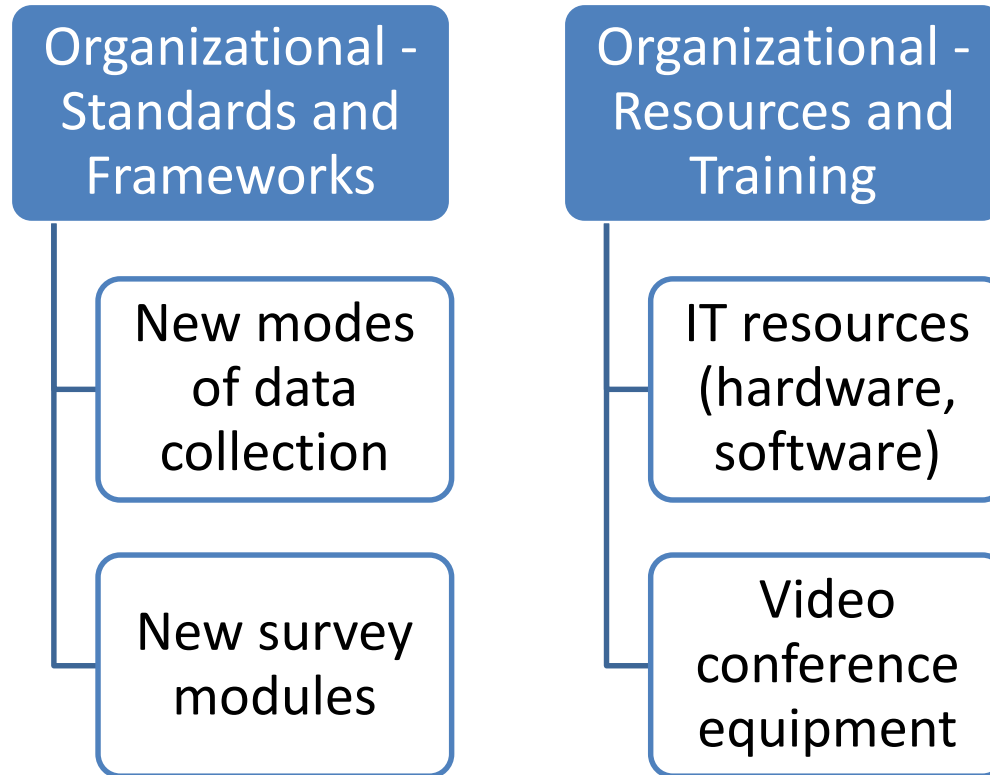 Organizational -
Standards and
Frameworks
New modes
of data
collection
New survey
modules
Organizational -
Resources and
Training
IT resources
(hardware,
software)
Video
conference
equipment